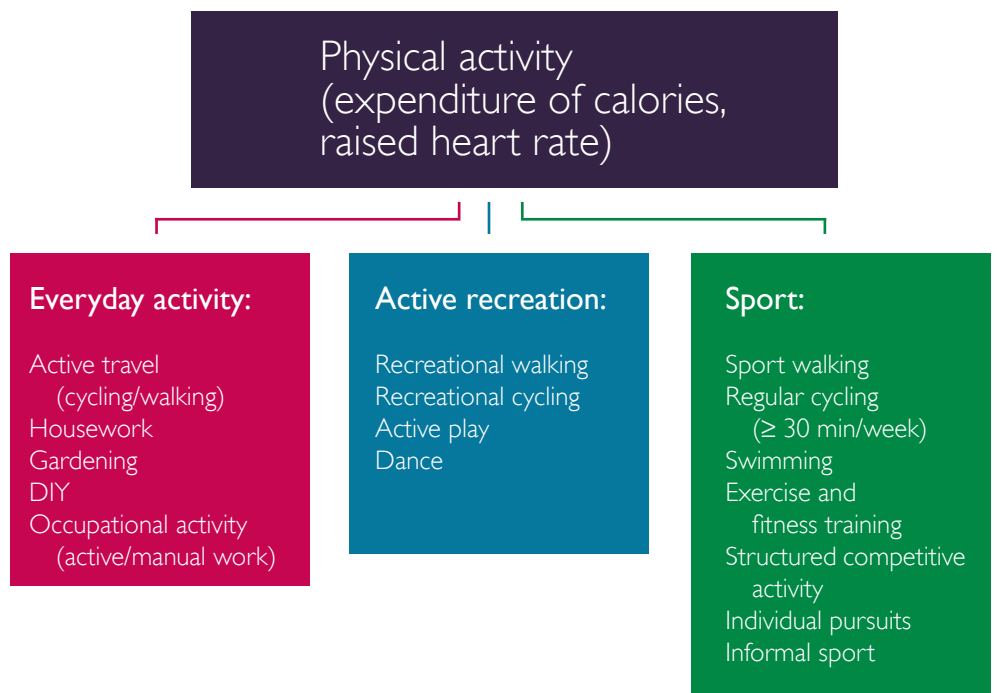 Physical activity
(expenditure of calories,
raised heart rate)
Everyday activity:
Active travel
(cycling/walking)
Housework
Gardening
DIY
Occupational activity
(active/manual work)
Active recreation:
Recreational walking
Recreational cycling
Active play
Dance
Sport:
Sport walking
Regular cycling
(≥ 30 min/week)
Swimming
Exercise and
fitness training
Structured competitive
activity
Individual pursuits
Informal sport